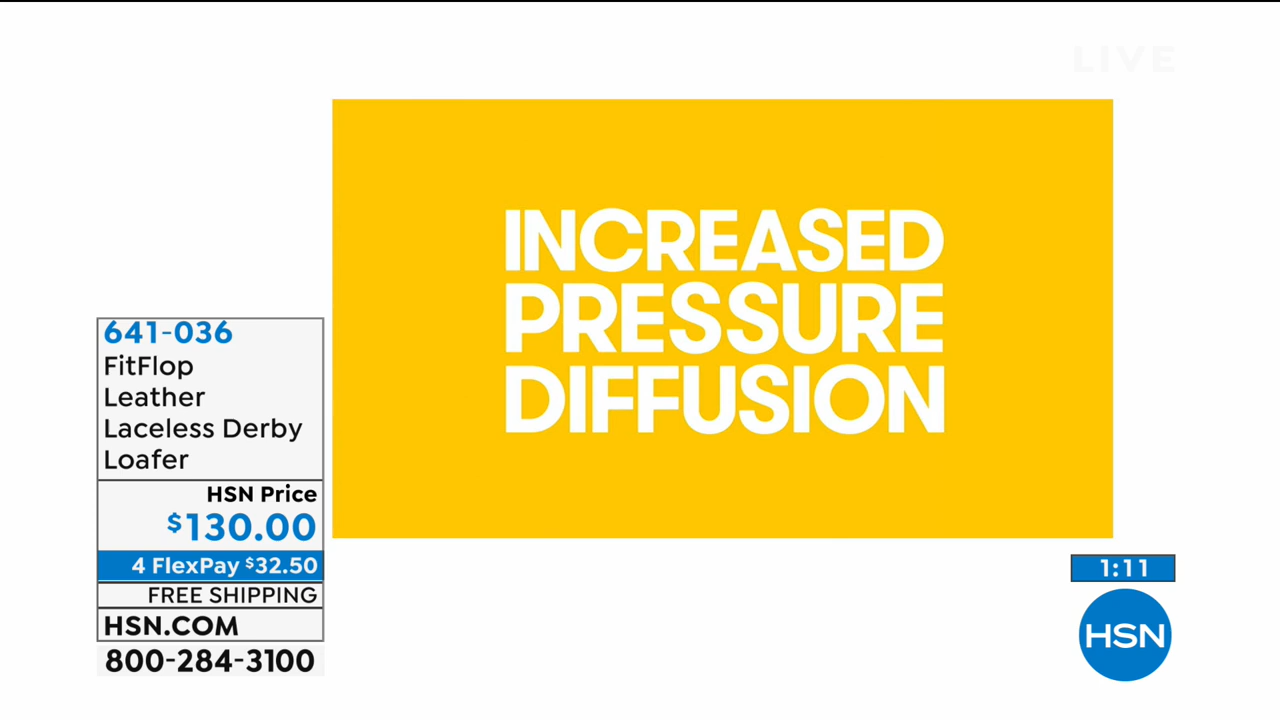 LIVE
INCREASED
PRESSURE
DIFFUSION
641-036
FitFlop
Leather
Laceless Derby
Loafer
HSN Price
$130.00
4 FlexPay $32.50
FREE SHIPPING
HSN.COM
800-284-3100
1:11
HSN